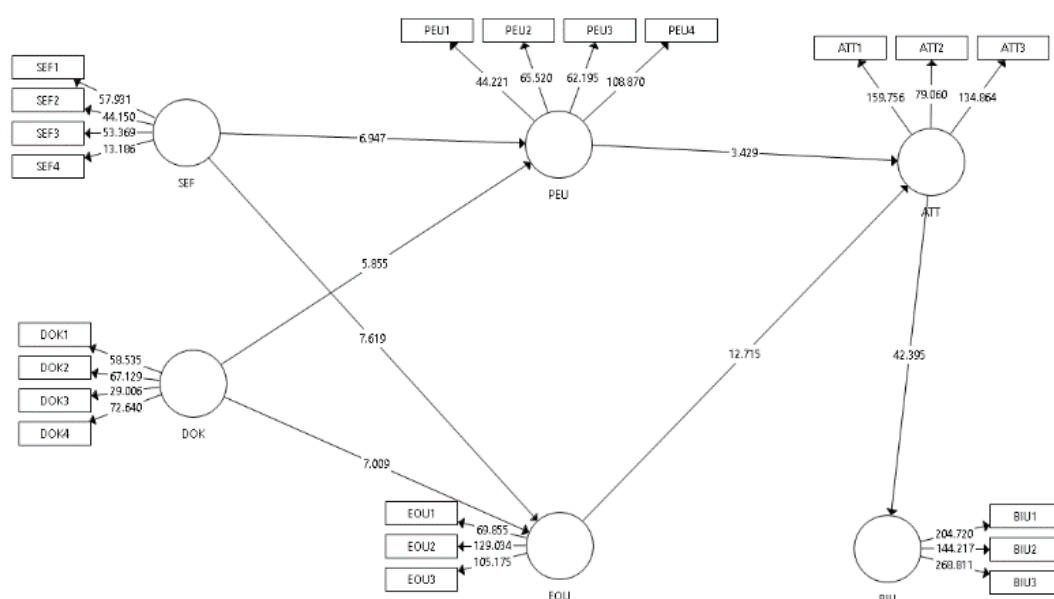 PEU1
PEU2
PEU3
PEU4
ATT1
ATT2
ATT3
44.221
65.520
62.195
108.870
159.756
79.060
134.864
SEF1
SEF2
SEF3
SEF4
57.931
44.150
53.369
13.186
SEF
6.947
PEU
3.429
ATT
5.855
7.619
12.715
42.395
DOK1
DOK2
DOK3
DOK4
58.535
67.129
29.006
72.640
DOK
7.009
EOU1
EOU2
EOU3
69.855
129.034
105.175
EOU
204.720
144.217
268.811
BIU1
BIU2
BIU3
BIU